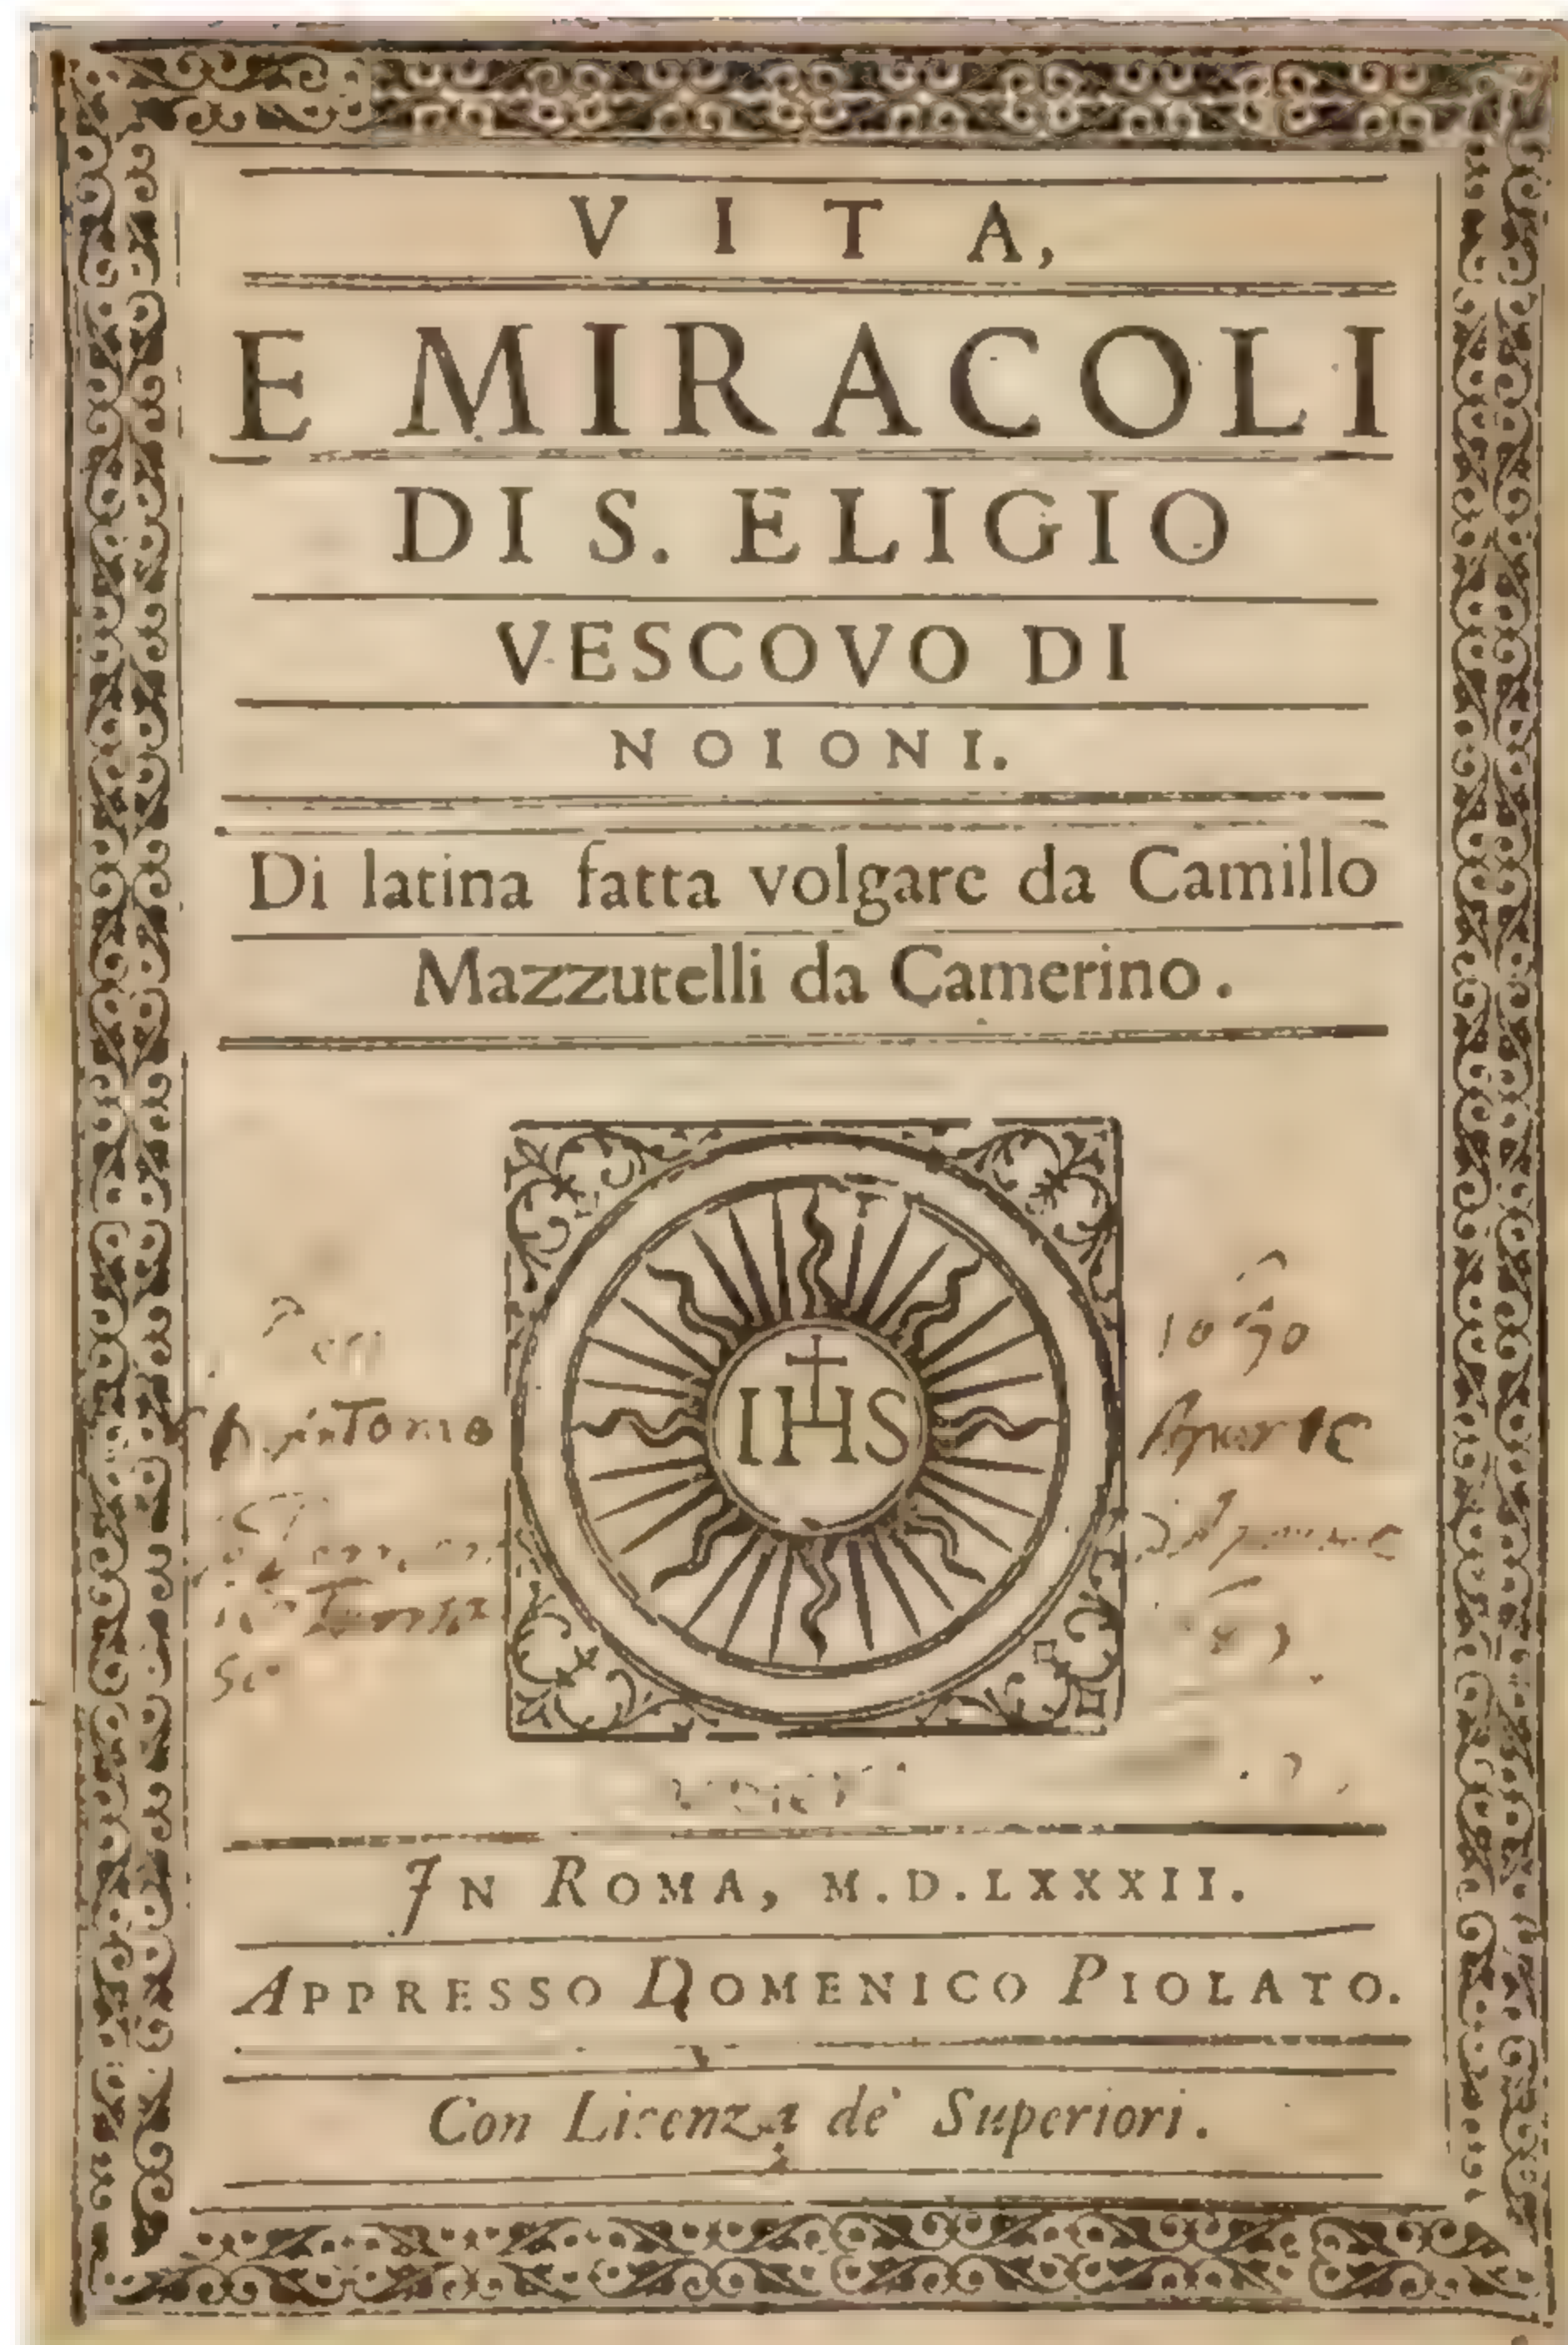 VITA,
E MIRACOLI
DI S. ELIGIO
VESCOVO DI
NOIONI.
Di latina fatta volgare da Camillo
Mazzutelli da Camerino.
IHS
IN ROMA, M.D.LXXXII.
APPRESSO DOMENICO PIOLATO.
Con Licenza de' Superiori.